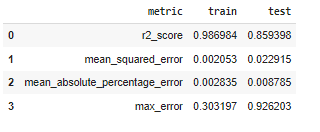 metric train test
0 r2_score 0.986984 0.859398
1 mean_squared_error 0.002053 0.022915
2 mean_absolute_percentage_error 0.002835 0.008785
3 max_error 0.303197 0.926203